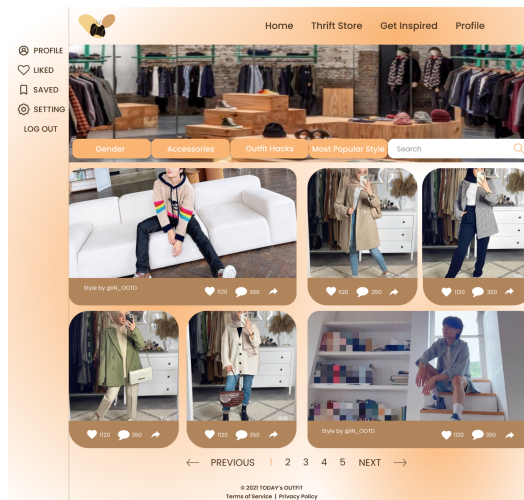 Home Thrift Store Get Inspired Profile
PROFILE
LIKED
SAVED
SETTING
LOG OUT
Gender Accessories Outfit Hacks Most Popular Style Search
Style by @IN_OOTD 1120 350
1120 350
1120 350
1120 350
1120 350
Style by @IN_OOTD 1120 350
PREVIOUS 1 2 3 4 5 NEXT
© 2021 TODAY's OUTFIT
Terms of Service | Privacy Policy